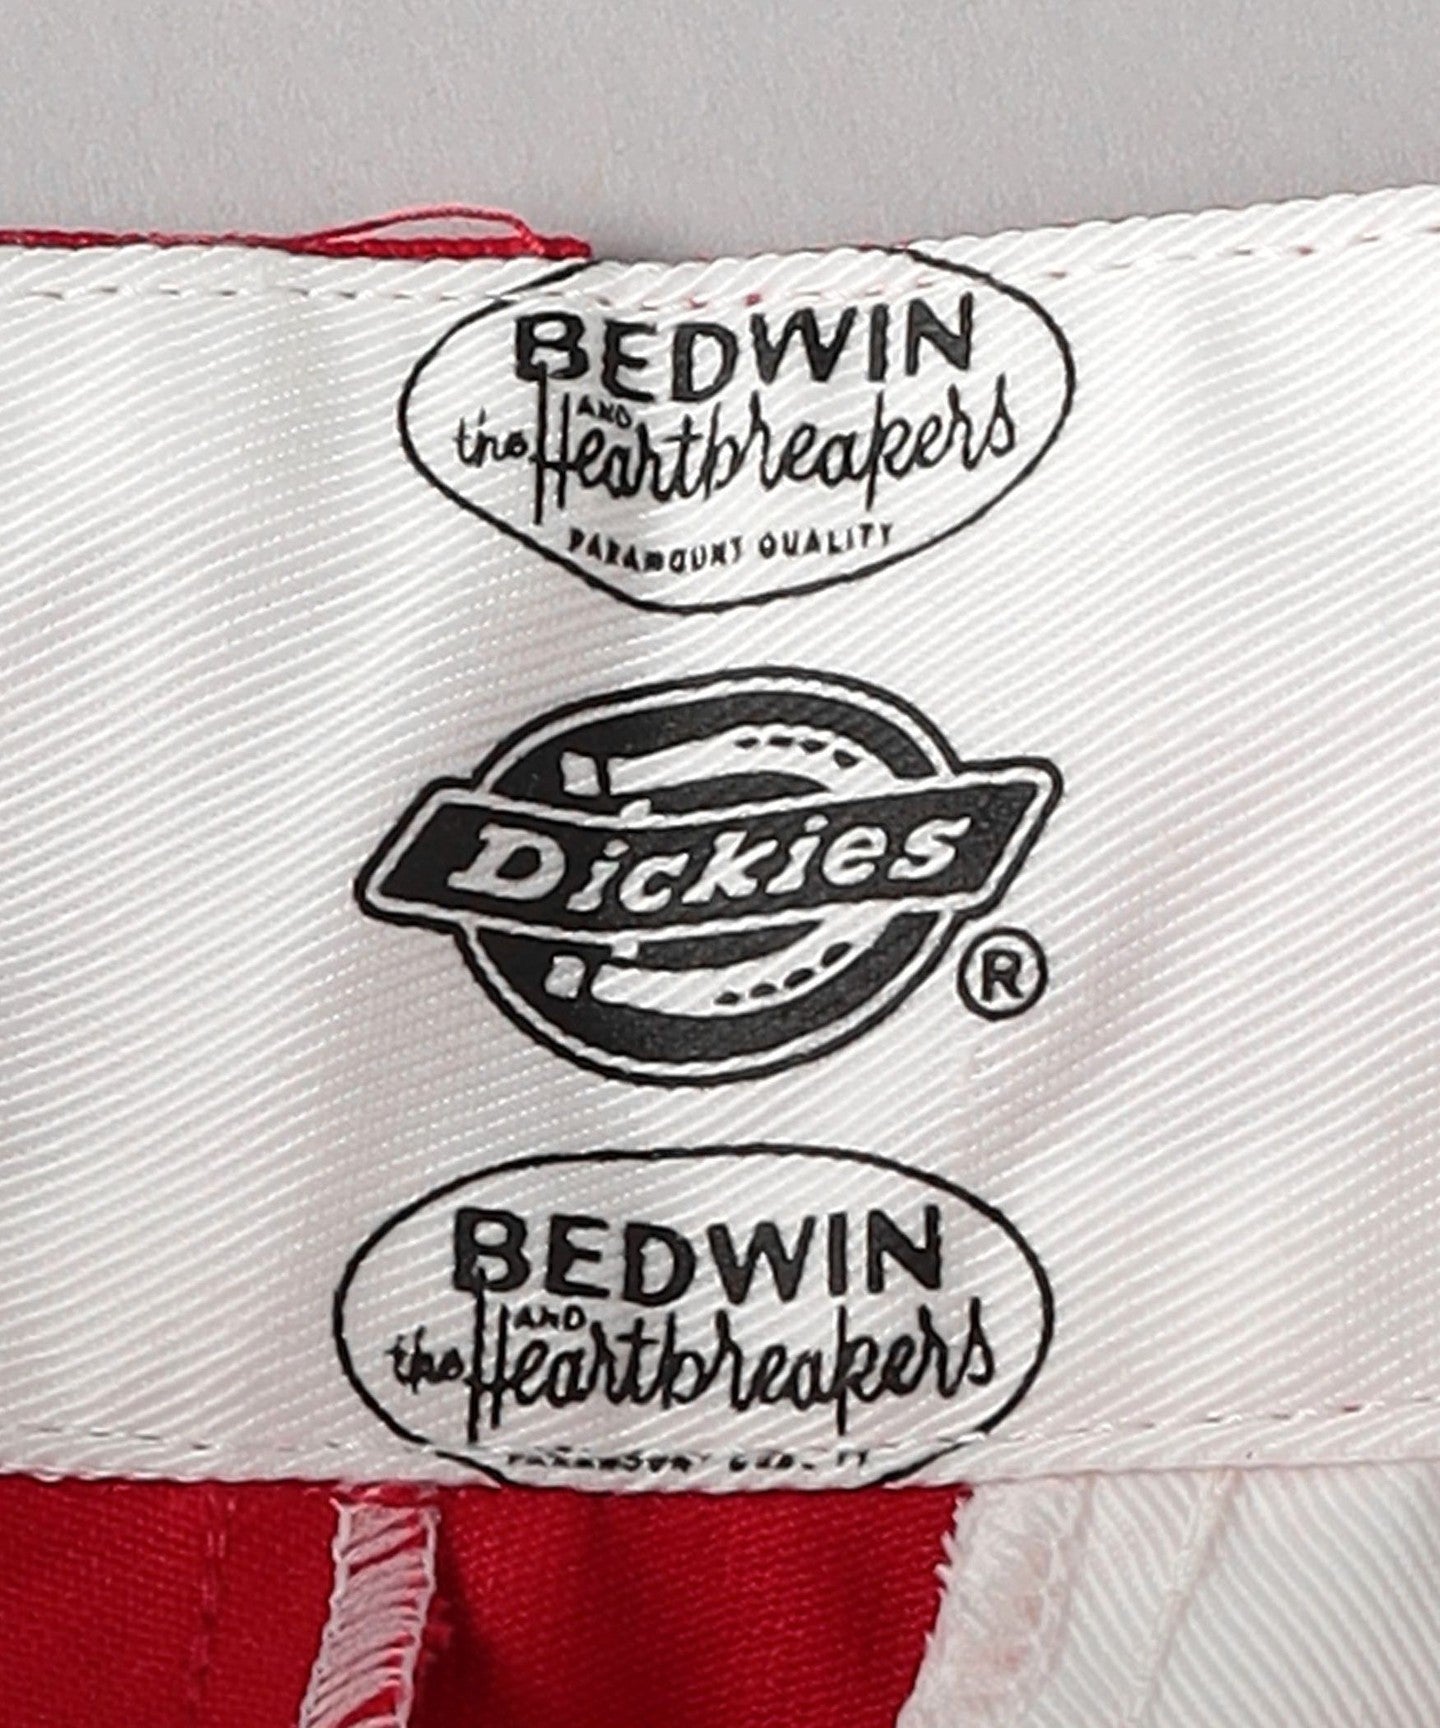 BEDWIN
AND
the Heartbreakers
PARAMOUNT QUALITY
Dickies
®
BEDWIN
AND
the Heartbreakers